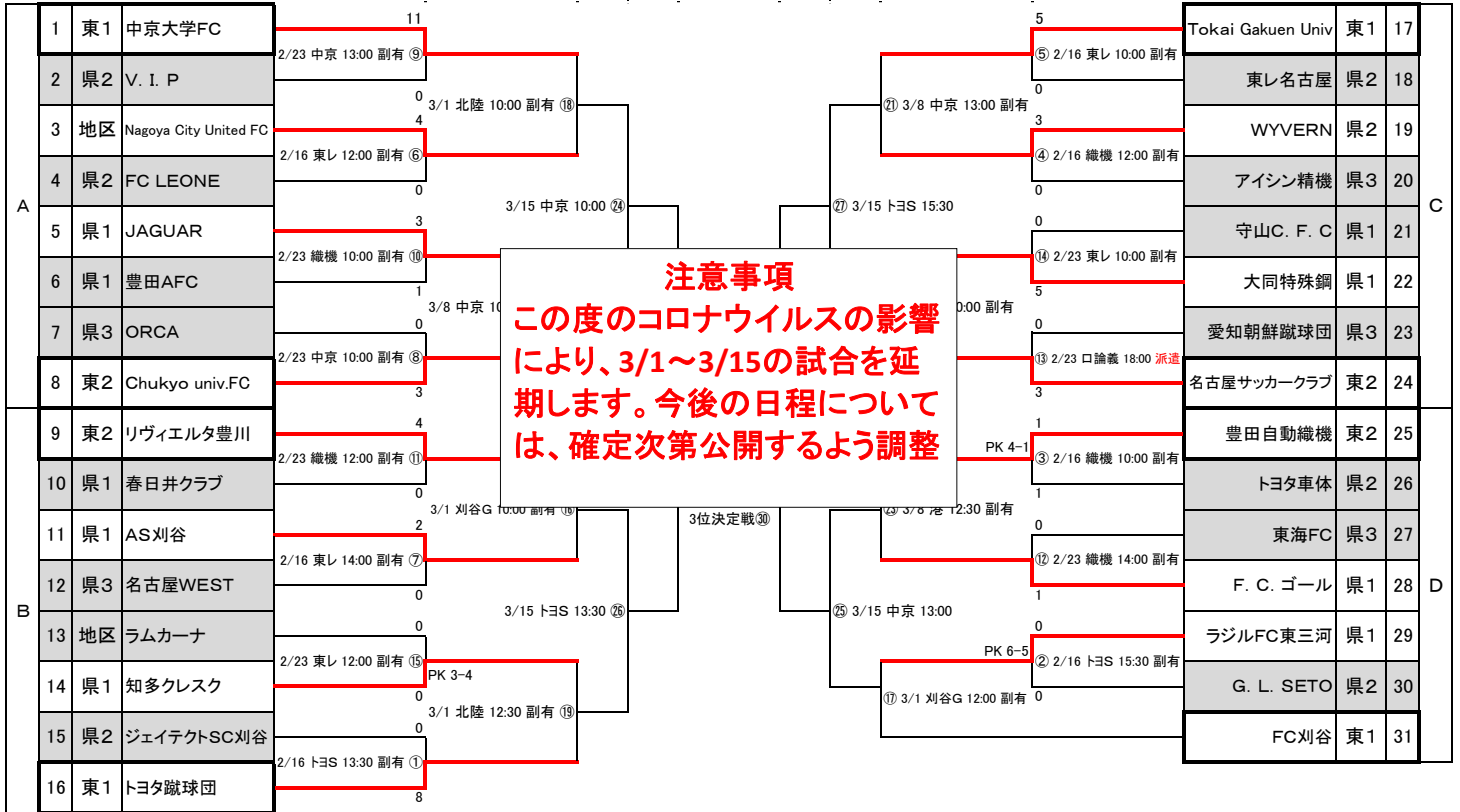 A
1 東1 中京大学FC
11
2/23 中京 13:00 副有 ⑨
2 県2 V. I. P
0
3/1 北陸 10:00 副有 ⑱
3 地区 Nagoya City United FC
4
2/16 東レ 12:00 副有 ⑥
4 県2 FC LEONE
0
3/15 中京 10:00 ㉔
5 県1 JAGUAR
3
2/23 織機 10:00 副有 ⑩
6 県1 豊田AFC
1
3/8 中京 10
7 県3 ORCA
0
2/23 中京 10:00 副有 ⑧
8 東2 Chukyo univ.FC
3
B
9 東2 リヴィエルタ豊川
4
2/23 織機 12:00 副有 ⑪
10 県1 春日井クラブ
0
3/1 刈谷G 10:00 副有 ⑯
11 県1 AS刈谷
2
2/16 東レ 14:00 副有 ⑦
12 県3 名古屋WEST
0
3/15 トヨS 13:30 ㉖
13 地区 ラムカーナ
0
2/23 東レ 12:00 副有 ⑮
PK 3-4
14 県1 知多クレスク
0
3/1 北陸 12:30 副有 ⑲
15 県2 ジェイテクトSC刈谷
0
2/16 トヨS 13:30 副有 ①
16 東1 トヨタ蹴球団
8
注意事項
この度のコロナウイルスの影響
により、3/1～3/15の試合を延
期します。今後の日程について
は、確定次第公開するよう調整
3位決定戦㉚
C
5
Tokai Gakuen Univ 東1 17
⑤ 2/16 東レ 10:00 副有
東レ名古屋 県2 18
0
㉑ 3/8 中京 13:00 副有
3
WYVERN 県2 19
④ 2/16 織機 12:00 副有
アイシン精機 県3 20
0
㉗ 3/15 トヨS 15:30
0
守山C. F. C 県1 21
⑭ 2/23 東レ 10:00 副有
大同特殊鋼 県1 22
5
0:00 副有
0
愛知朝鮮蹴球団 県3 23
⑬ 2/23 口論義 18:00 派遣
名古屋サッカークラブ 東2 24
3
D
1
豊田自動織機 東2 25
PK 4-1
③ 2/16 織機 10:00 副有
トヨタ車体 県2 26
1
㉓ 3/8 港 12:30 副有
0
東海FC 県3 27
⑫ 2/23 織機 14:00 副有
F. C. ゴール 県1 28
1
㉕ 3/15 中京 13:00
0
ラジルFC東三河 県1 29
PK 6-5
② 2/16 トヨS 15:30 副有
G. L. SETO 県2 30
0
⑰ 3/1 刈谷G 12:00 副有
FC刈谷 東1 31